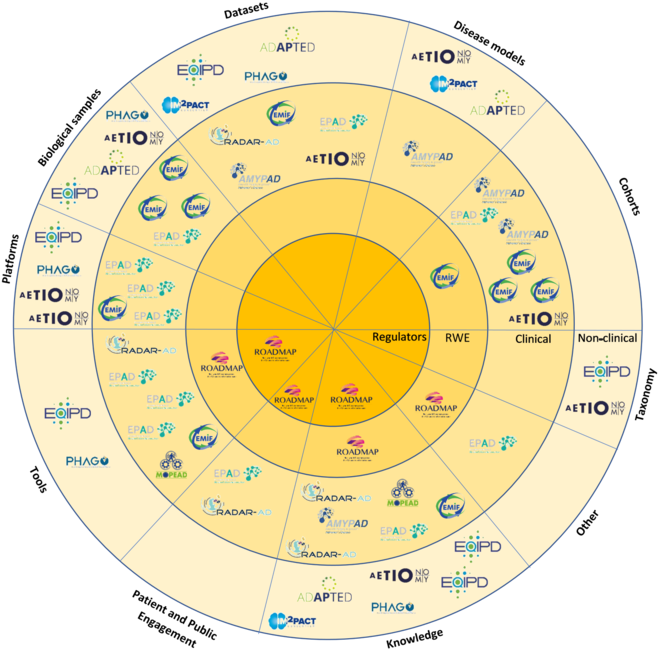 Datasets
Disease models
ADAPTED
AETIONOMY
EQIPD
PHAGO
IM2PACT
IM2PACT
ADAPTED
Biological samples
PHAGO
EMIF
EPAD
RADAR-AD
AETIONOMY
AETIONOMY
AMYPAD
ADAPTED
EMIF
AMYPAD
AMYPAD
Cohorts
EQIPD
EMIF
EMIF
EPAD
AMYPAD
EPAD
EQIPD
Platforms
EPAD
EMIF
EMIF
PHAGO
EPAD
EMIF
EMIF
AETIONOMY
EMIF
EPAD
AETIONOMY
AETIONOMY
Regulators
RWE
Clinical
Non-clinical
RADAR-AD
ROADMAP
ROADMAP
EQIPD
EPAD
ROADMAP
ROADMAP
ROADMAP
AETIONOMY
Taxonomy
EQIPD
EPAD
EPAD
EMIF
ROADMAP
EPAD
PHAGO
MOPEAD
EPAD
Tools
RADAR-AD
RADAR-AD
MOPEAD
EMIF
AMYPAD
EPAD
Other
RADAR-AD
EQIPD
AETIONOMY
EQIPD
ADAPTED
PHAGO
IM2PACT
Patient and Public
Engagement
Knowledge